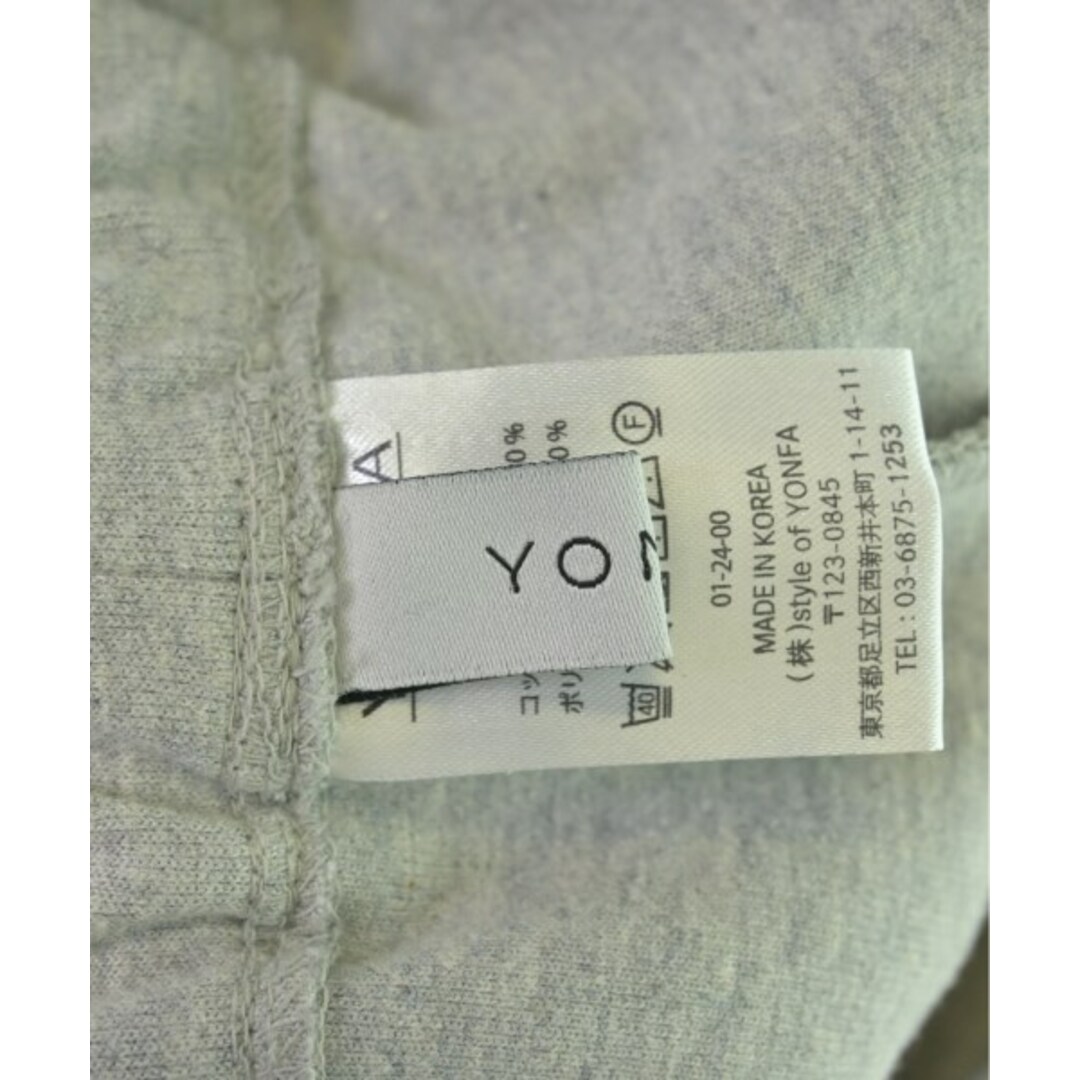 Y O
40
F
01-24-00
MADE IN KOREA
(株)style of YONFA
〒123-0845
東京都足立区西新井本町 1-14-11
TEL : 03-6875-1253